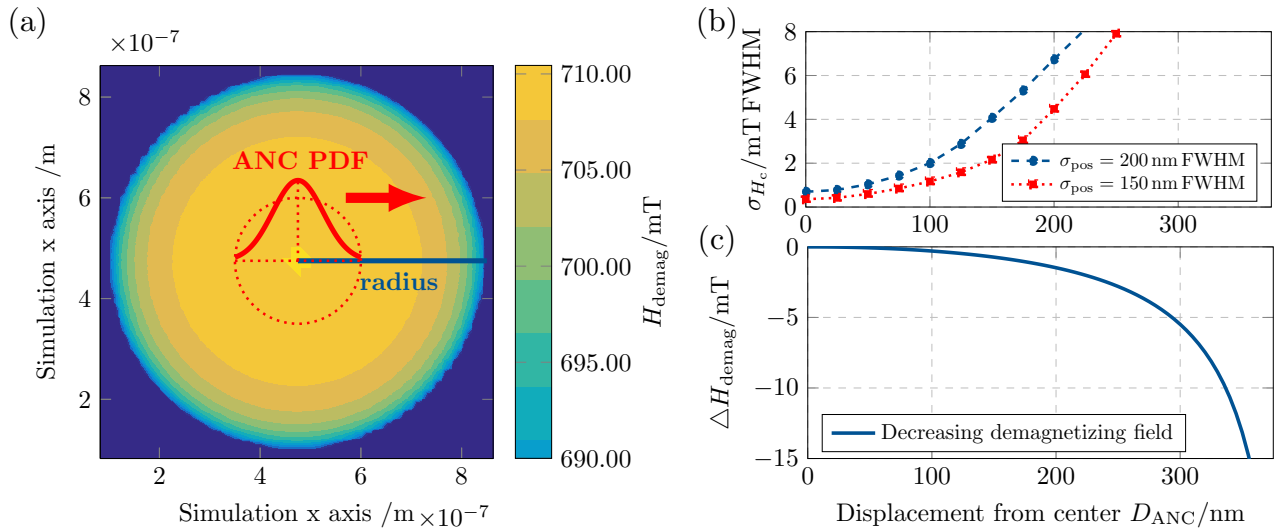 (a)
×10⁻⁷
8
6
4
2
2
4
6
8
Simulation x axis /m
Simulation x axis /m
×10⁻⁷
ANC PDF
radius
710.00
705.00
700.00
695.00
690.00
H_demag/mT
(b)
σ_{H_c}/mT FWHM
8
6
4
2
0
0
100
200
300
σ_pos = 200 nm FWHM
σ_pos = 150 nm FWHM
(c)
△H_demag/mT
0
−5
−10
−15
0
100
200
300
Decreasing demagnetizing field
Displacement from center D_ANC/nm